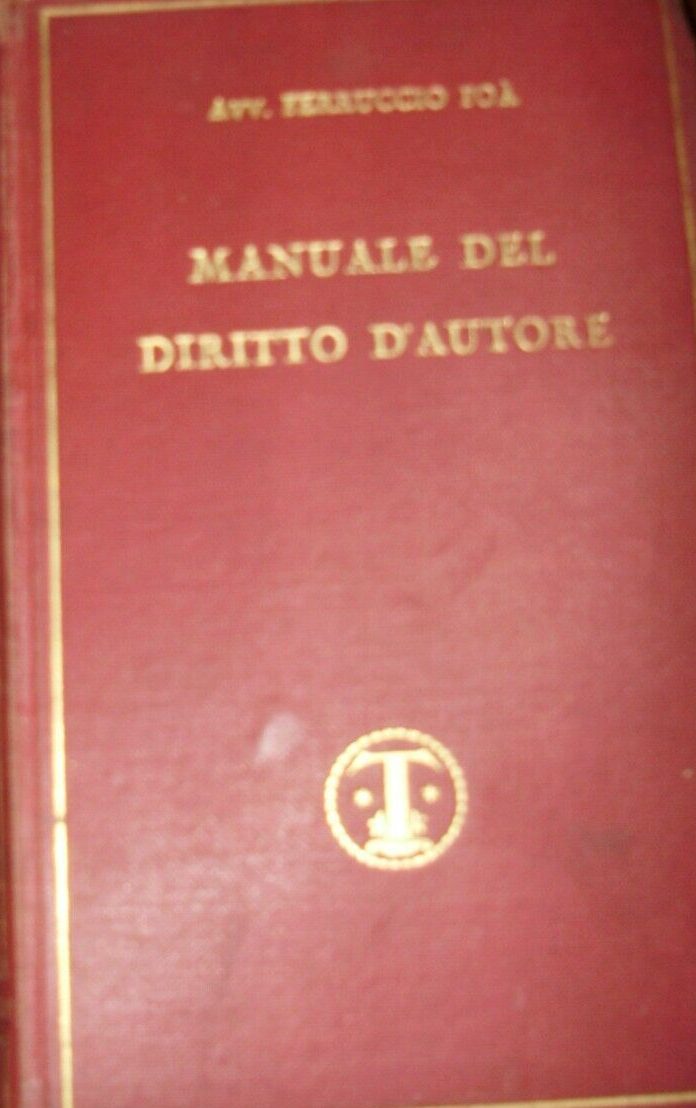 AVV. FERRUCCIO FOÀ
MANUALE DEL
DIRITTO D'AUTORE
T